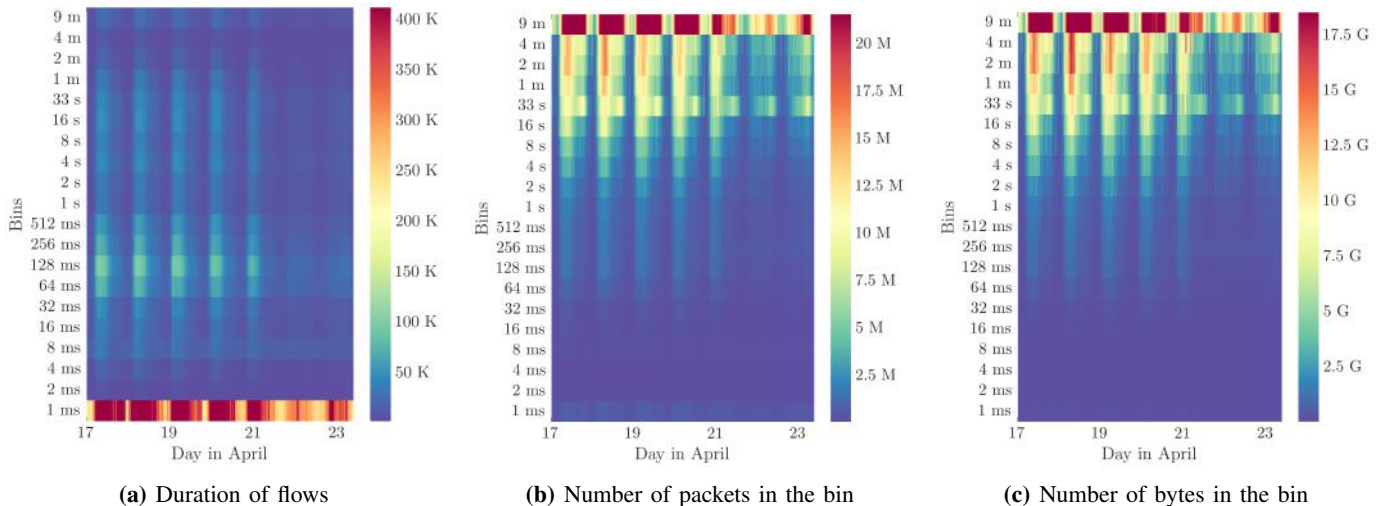 9 m
4 m
2 m
1 m
33 s
16 s
8 s
4 s
2 s
1 s
512 ms
256 ms
128 ms
64 ms
32 ms
16 ms
8 ms
4 ms
2 ms
1 ms
Bins
17 19 21 23
Day in April
400 K
350 K
300 K
250 K
200 K
150 K
100 K
50 K
(a) Duration of flows
9 m
4 m
2 m
1 m
33 s
16 s
8 s
4 s
2 s
1 s
512 ms
256 ms
128 ms
64 ms
32 ms
16 ms
8 ms
4 ms
2 ms
1 ms
Bins
17 19 21 23
Day in April
20 M
17.5 M
15 M
12.5 M
10 M
7.5 M
5 M
2.5 M
(b) Number of packets in the bin
9 m
4 m
2 m
1 m
33 s
16 s
8 s
4 s
2 s
1 s
512 ms
256 ms
128 ms
64 ms
32 ms
16 ms
8 ms
4 ms
2 ms
1 ms
Bins
17 19 21 23
Day in April
17.5 G
15 G
12.5 G
10 G
7.5 G
5 G
2.5 G
(c) Number of bytes in the bin